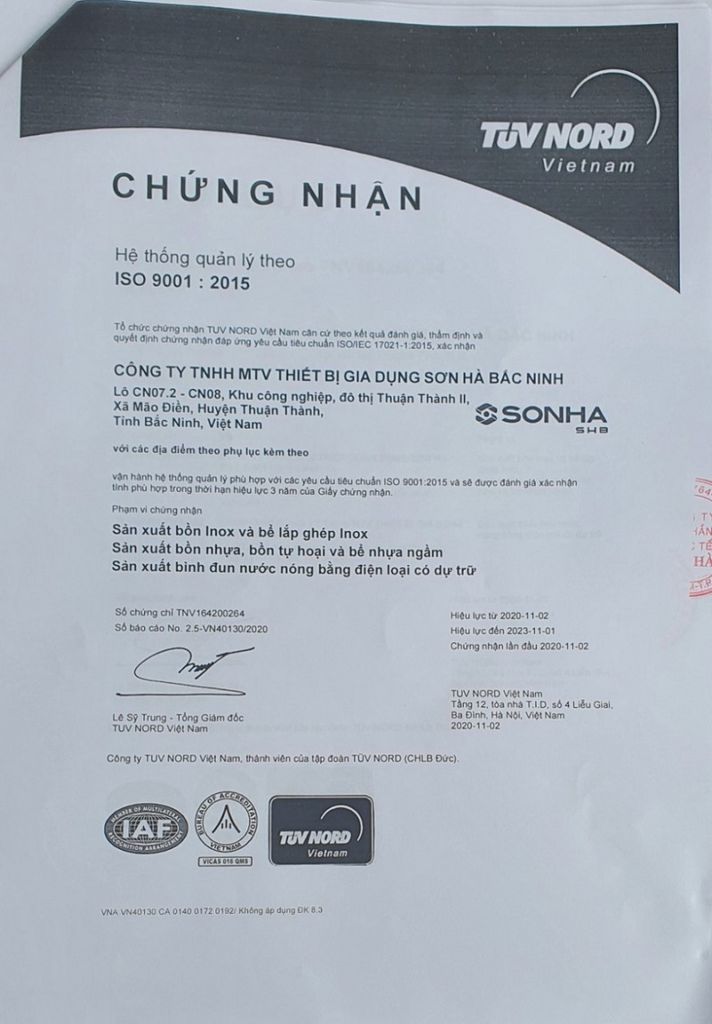 TÜV NORD
Vietnam
CHỨNG NHẬN
Hệ thống quản lý theo
ISO 9001 : 2015
Tổ chức chứng nhận TUV NORD Việt Nam căn cứ theo kết quả đánh giá, thẩm định và
quyết định chứng nhận đáp ứng yêu cầu tiêu chuẩn ISO/IEC 17021-1:2015, xác nhận
CÔNG TY TNHH MTV THIẾT BỊ GIA DỤNG SƠN HÀ BẮC NINH
Lô CN07.2 - CN08, Khu công nghiệp, đô thị Thuận Thành II,
Xã Mão Điền, Huyện Thuận Thành,
Tỉnh Bắc Ninh, Việt Nam
SONHA
SHB
với các địa điểm theo phụ lục kèm theo
vận hành hệ thống quản lý phù hợp với các yêu cầu tiêu chuẩn ISO 9001:2015 và sẽ được đánh giá xác nhận
tính phù hợp trong thời hạn hiệu lực 3 năm của Giấy chứng nhận.
Phạm vi chứng nhận
Sản xuất bồn Inox và bể lắp ghép Inox
Sản xuất bồn nhựa, bồn tự hoại và bể nhựa ngầm
Sản xuất bình đun nước nóng bằng điện loại có dự trữ
Số chứng chỉ TNV164200264
Số báo cáo No. 2.5-VN40130/2020
Hiệu lực từ 2020-11-02
Hiệu lực đến 2023-11-01
Chứng nhận lần đầu 2020-11-02
Lê Sỹ Trung - Tổng Giám đốc
TUV NORD Việt Nam
TUV NORD Việt Nam
Tầng 12, tòa nhà T.I.D, số 4 Liễu Giai,
Ba Đình, Hà Nội, Việt Nam
2020-11-02
Công ty TUV NORD Việt Nam, thành viên của tập đoàn TÜV NORD (CHLB Đức).
MEMBER OF MULTILATERAL
IAF
RECOGNITION ARRANGEMENT
BUREAU OF ACCREDITATION
VIETNAM
VICAS 018 QMS
TÜV NORD
Vietnam
VNA VN40130 CA 0140 0172 0192/ Không áp dụng ĐK 8.3